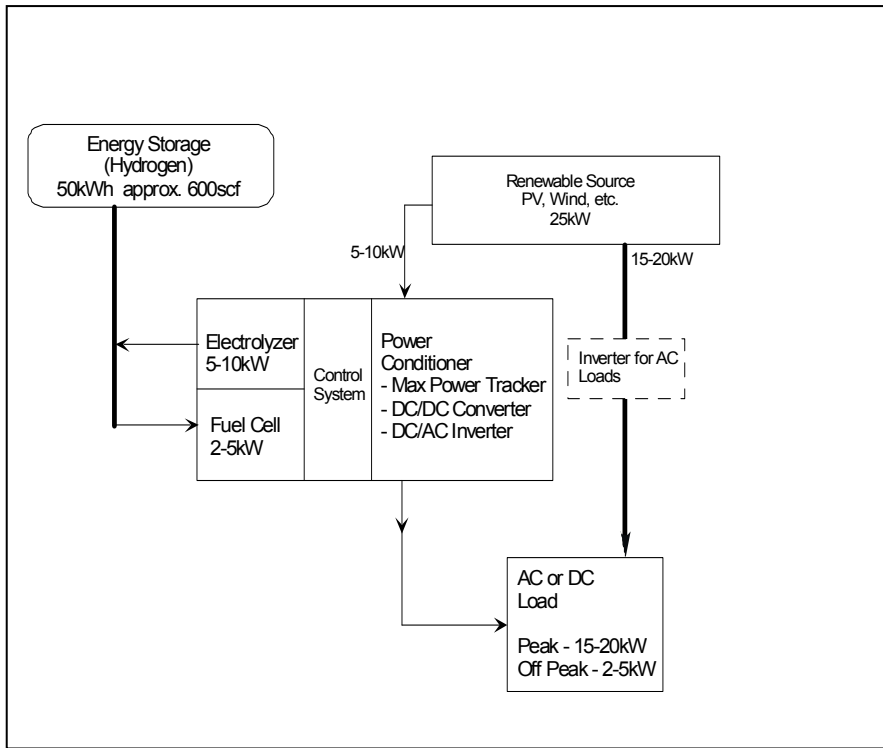 Energy Storage
(Hydrogen)
50kWh approx. 600scf
Renewable Source
PV, Wind, etc.
25kW
5-10kW
15-20kW
Electrolyzer
5-10kW
Fuel Cell
2-5kW
Control
System
Power
Conditioner
- Max Power Tracker
- DC/DC Converter
- DC/AC Inverter
Inverter for AC
Loads
AC or DC
Load
Peak - 15-20kW
Off Peak - 2-5kW